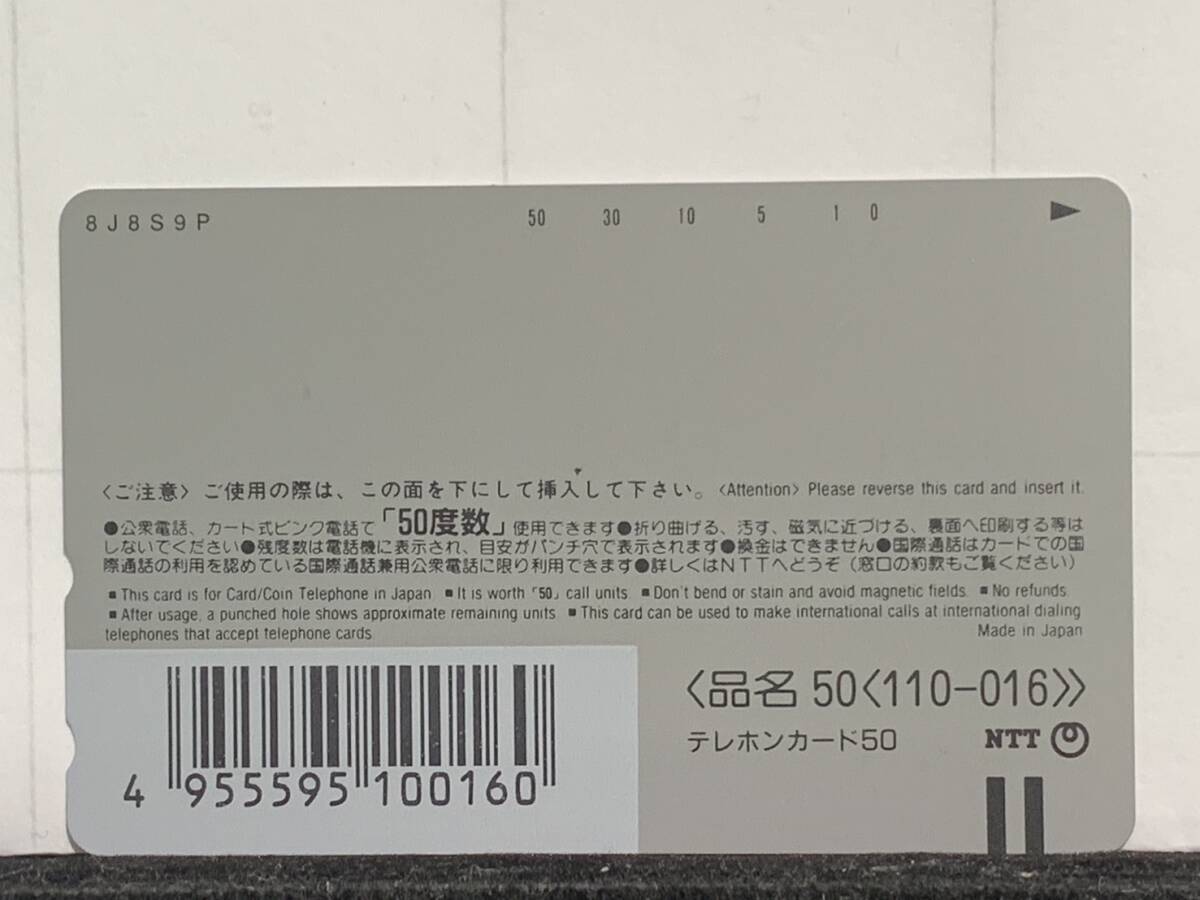 8J8S9P 50 30 10 5 1 0 ▶
〈ご注意〉ご使用の際は、この面を下にして挿入して下さい。〈Attention〉Please reverse this card and insert it.
●公衆電話、カード式ピンク電話で「50度数」使用できます●折り曲げる、汚す、磁気に近づける、裏面へ印刷する等は
しないでください●残度数は電話機に表示され、目安がパンチ穴で表示されます●換金はできません●国際通話はカードでの国
際通話の利用を認めている国際通話兼用公衆電話に限り利用できます●詳しくはNTTへどうぞ（窓口の約款もご覧ください）
■This card is for Card/Coin Telephone in Japan ■It is worth「50」call units. ■Don't bend or stain and avoid magnetic fields. ■No refunds.
■After usage, a punched hole shows approximate remaining units. ■This card can be used to make international calls at international dialing
telephones that accept telephone cards.
Made in Japan
〈品名 50〈110-016〉〉
テレホンカード50 NTT
4 955595 100160